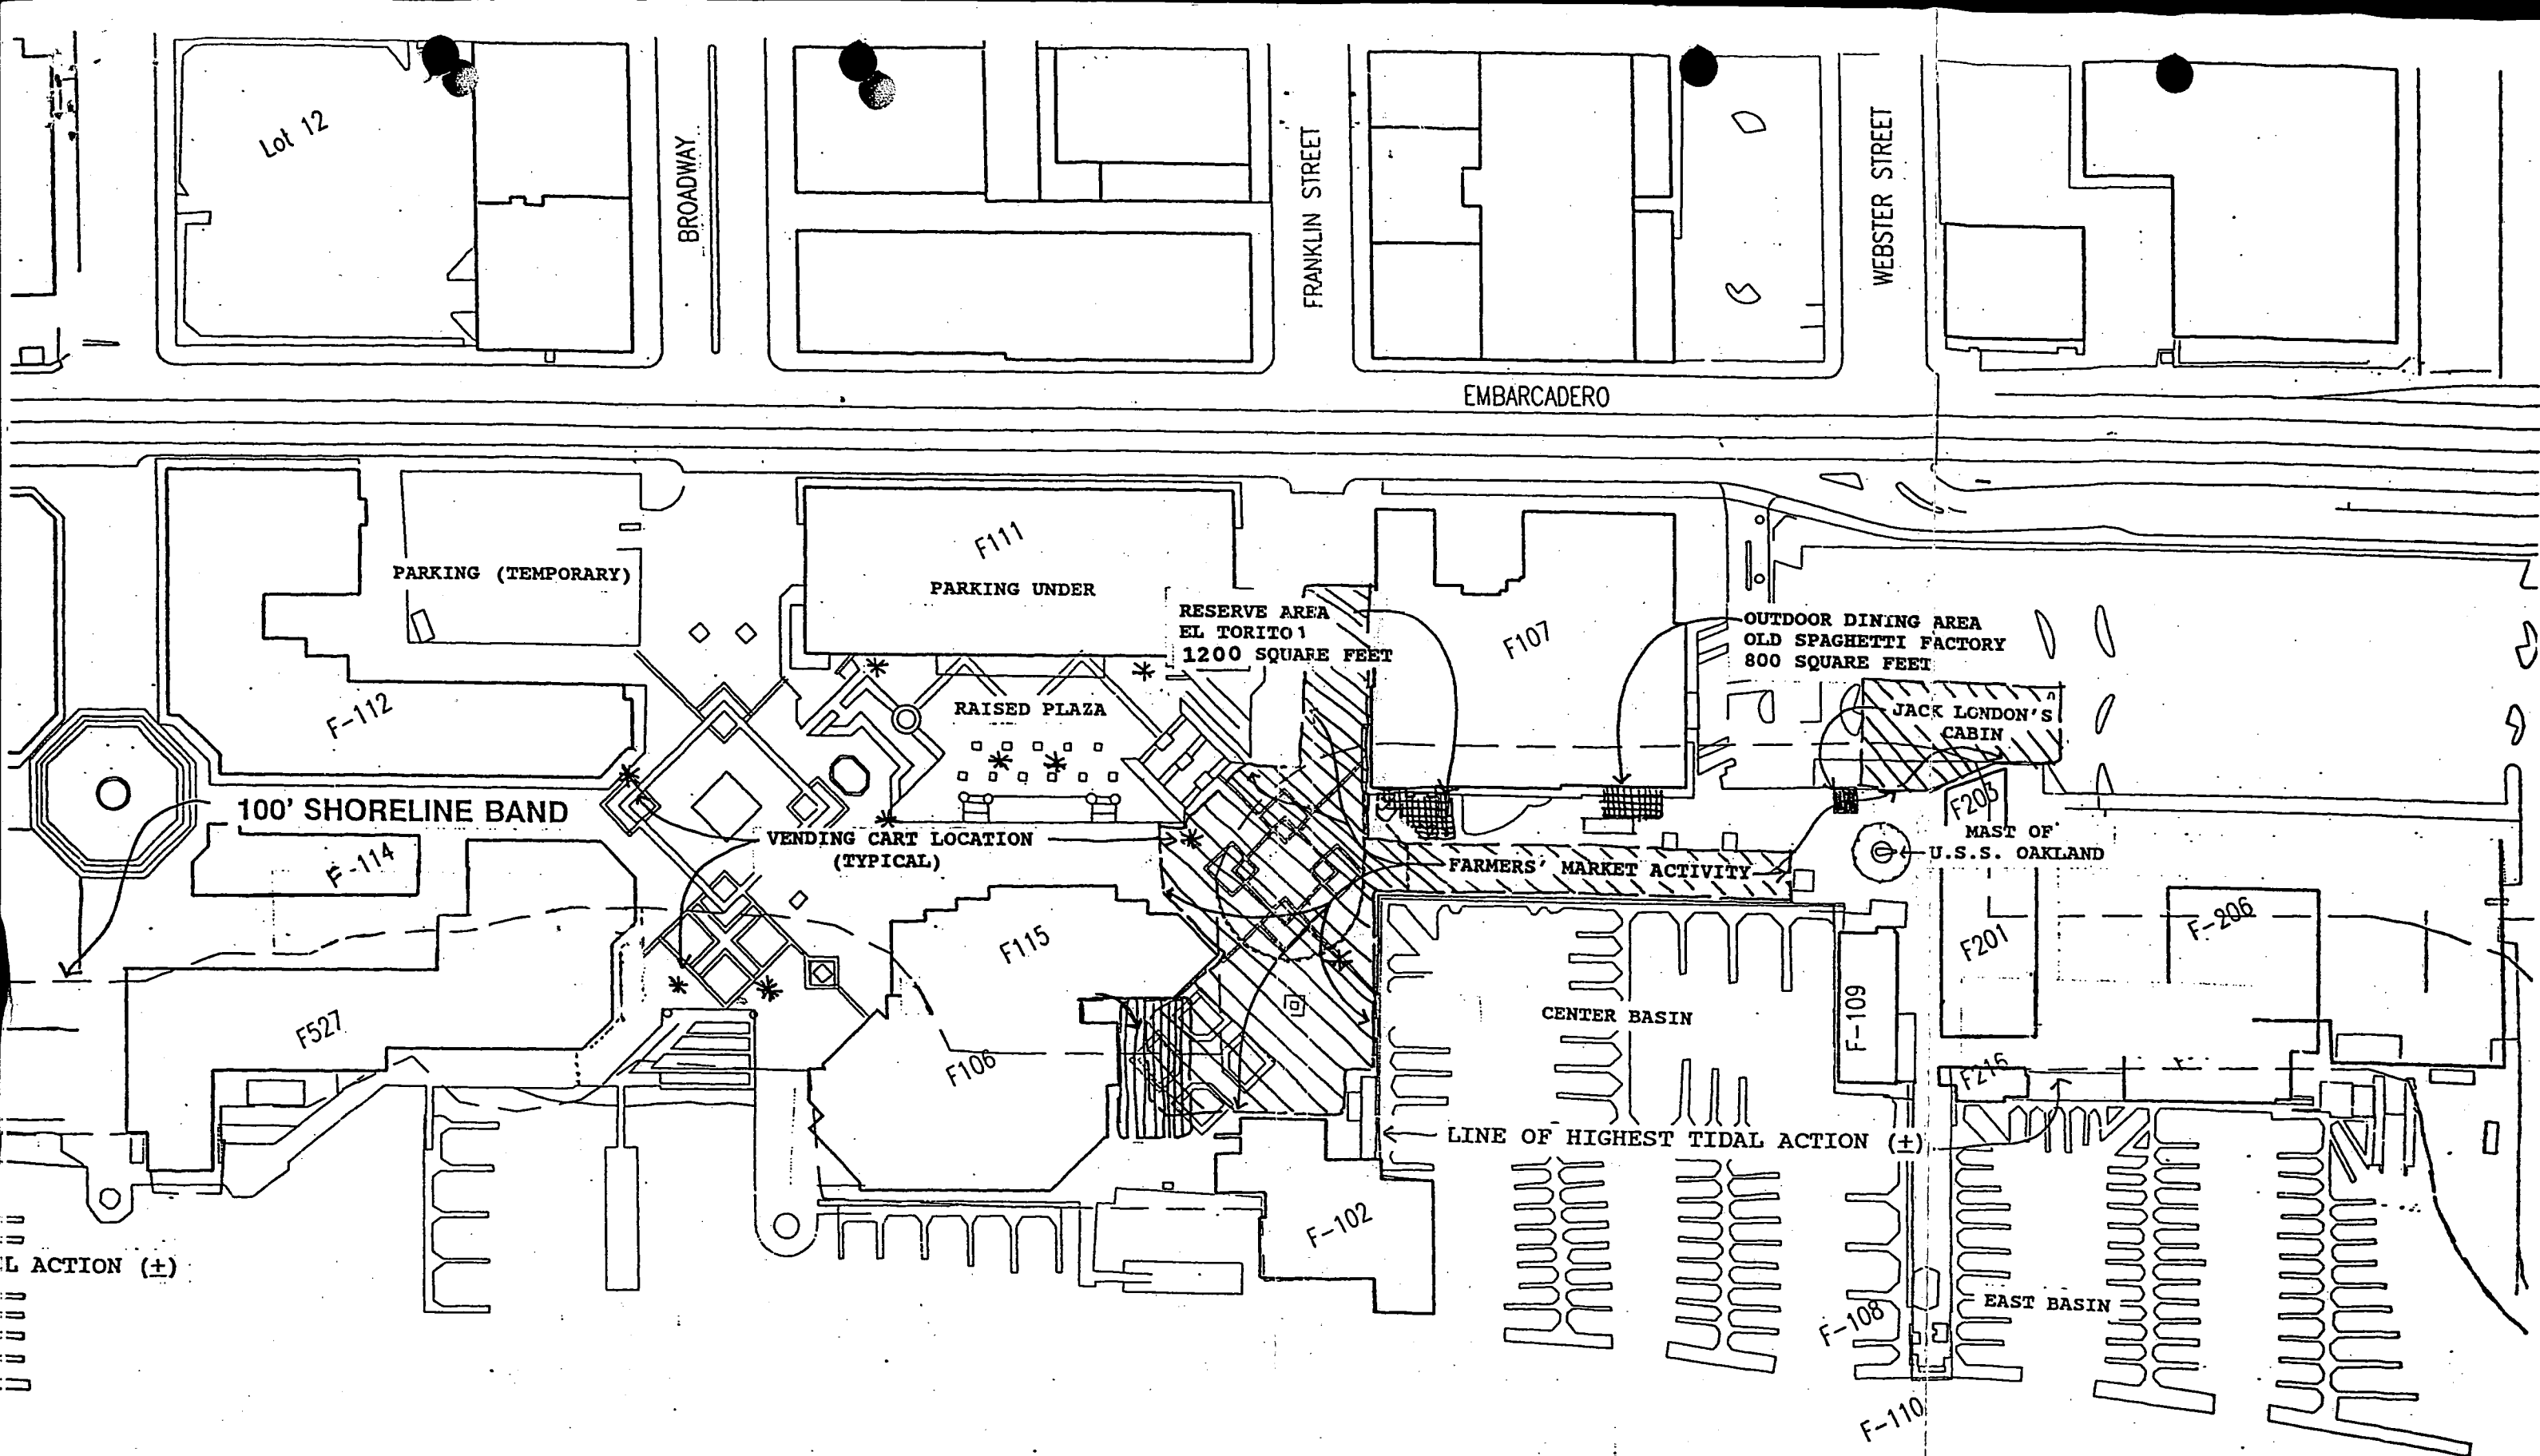 Lot 12
BROADWAY
FRANKLIN STREET
WEBSTER STREET
EMBARCADERO
F111
PARKING (TEMPORARY)
PARKING UNDER
RESERVE AREA
EL TORITO
1200 SQUARE FEET
F107
OUTDOOR DINING AREA
OLD SPAGHETTI FACTORY
800 SQUARE FEET
F-112
RAISED PLAZA
JACK LONDON'S
CABIN
100' SHORELINE BAND
F203
VENDING CART LOCATION
(TYPICAL)
MAST OF
U.S.S. OAKLAND
F-114
FARMERS' MARKET ACTIVITY
F115
F201
F-206
F527
CENTER BASIN
F-109
F106
F216
LINE OF HIGHEST TIDAL ACTION (±)
F-102
L ACTION (±)
EAST BASIN
F-108
F-110